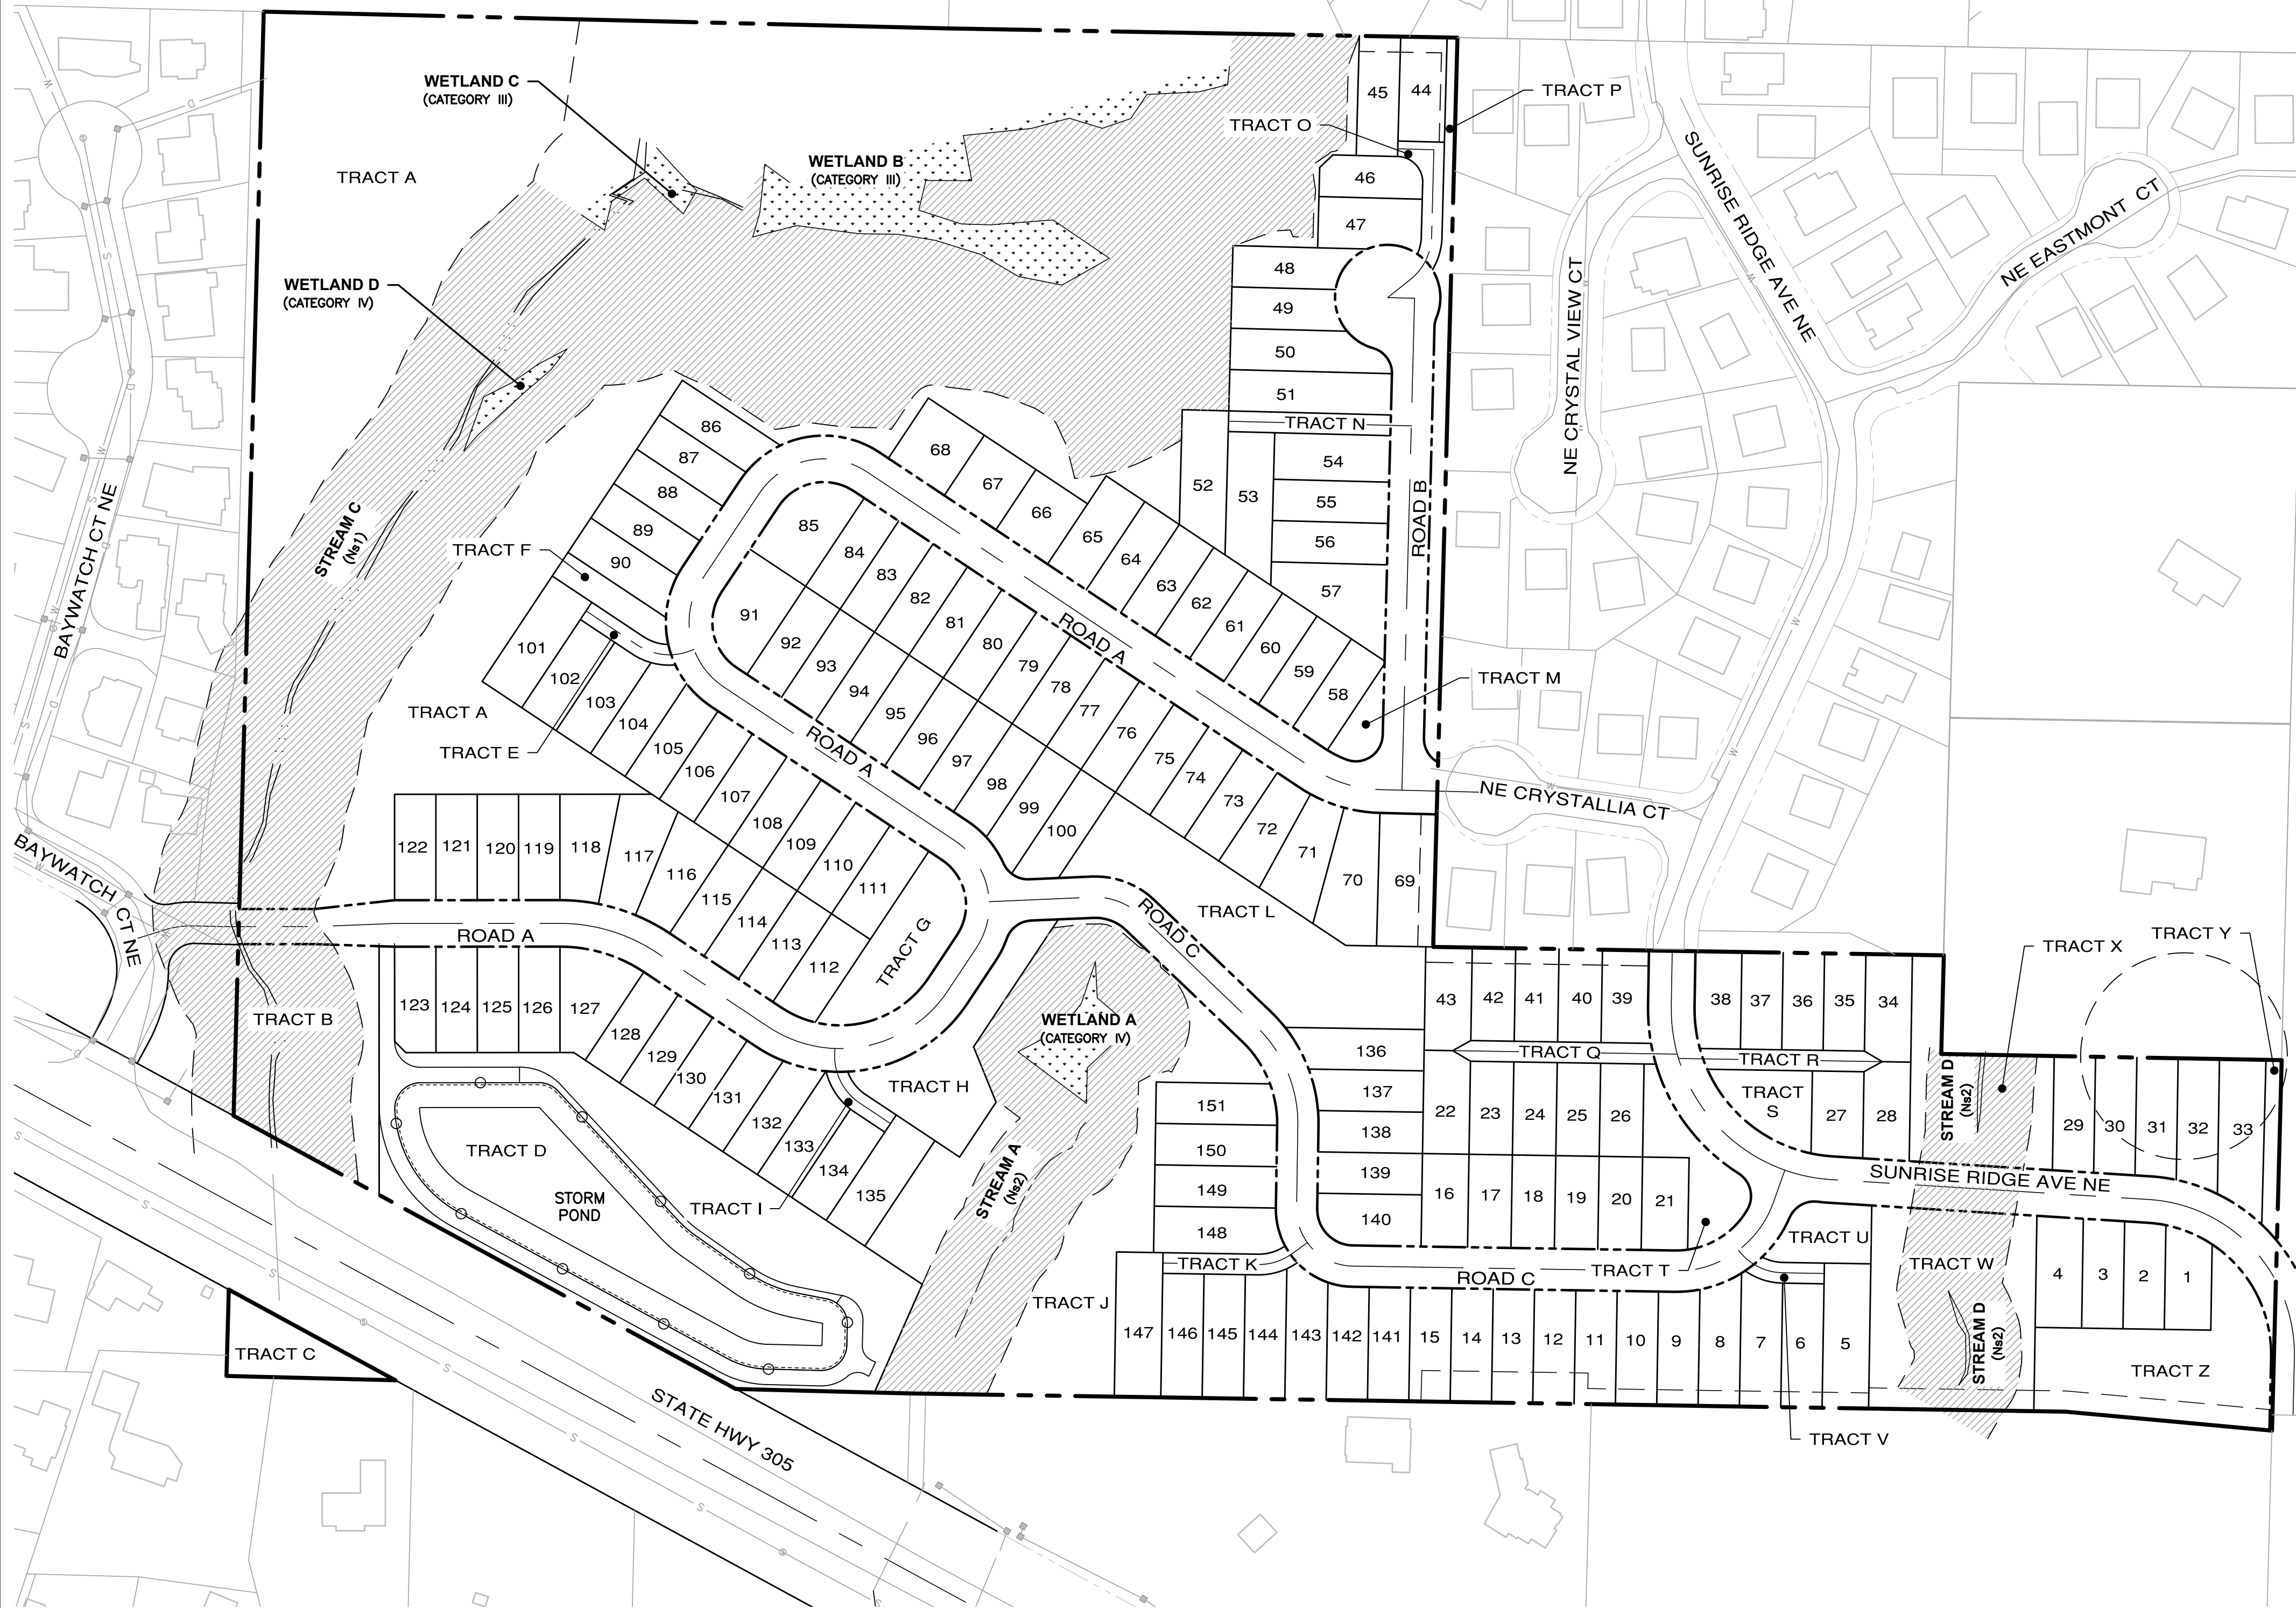 WETLAND C
(CATEGORY III)
TRACT A
WETLAND B
(CATEGORY III)
WETLAND D
(CATEGORY IV)
TRACT O
TRACT P
45
44
46
47
48
49
50
51
TRACT N
52
53
54
55
56
57
ROAD B
SUNRISE RIDGE AVE NE
NE EASTMONT CT
NE CRYSTAL VIEW CT
BAYWATCH CT NE
STREAM C
(Ns1)
86
87
88
89
90
TRACT F
68
67
66
65
64
63
62
61
60
59
58
TRACT M
85
84
83
82
81
80
79
78
77
76
75
74
73
72
71
70
69
ROAD A
91
92
93
94
95
96
97
98
99
100
ROAD A
101
102
103
104
105
106
107
108
109
110
111
TRACT A
TRACT E
NE CRYSTALLIA CT
122
121
120
119
118
117
116
115
114
113
112
TRACT G
TRACT L
ROAD C
BAYWATCH CT NE
ROAD A
TRACT B
123
124
125
126
127
128
129
130
131
132
133
134
135
TRACT H
WETLAND A
(CATEGORY IV)
STREAM A
(Ns2)
TRACT D
STORM
POND
TRACT I
TRACT J
TRACT C
STATE HWY 305
43
42
41
40
39
38
37
36
35
34
TRACT Q
TRACT R
TRACT X
TRACT Y
136
137
138
139
140
151
150
149
148
TRACT K
22
23
24
25
26
TRACT
S
27
28
STREAM D
(Ns2)
29
30
31
32
33
16
17
18
19
20
21
SUNRISE RIDGE AVE NE
TRACT U
TRACT T
ROAD C
TRACT W
4
3
2
1
147
146
145
144
143
142
141
15
14
13
12
11
10
9
8
7
6
5
STREAM D
(Ns2)
TRACT Z
TRACT V